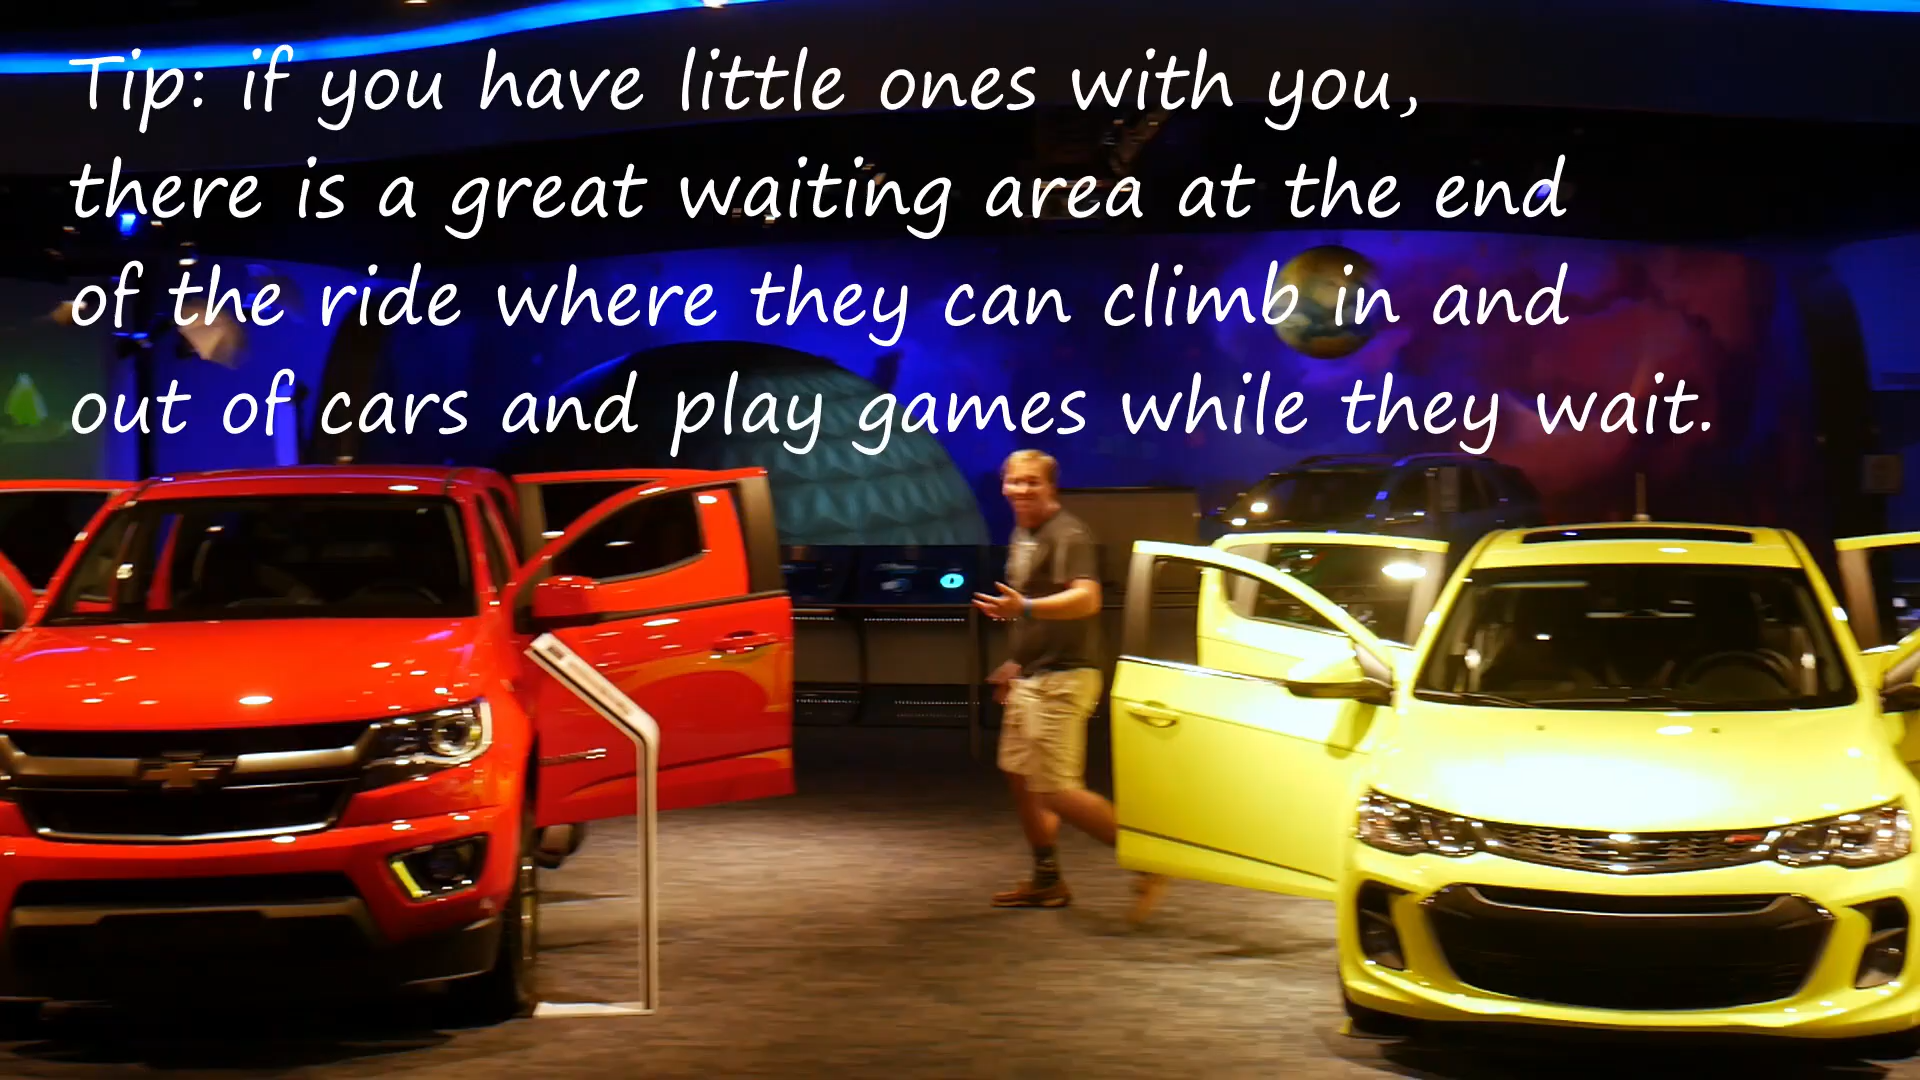 Tip: if you have little ones with you,
there is a great waiting area at the end
of the ride where they can climb in and
out of cars and play games while they wait.